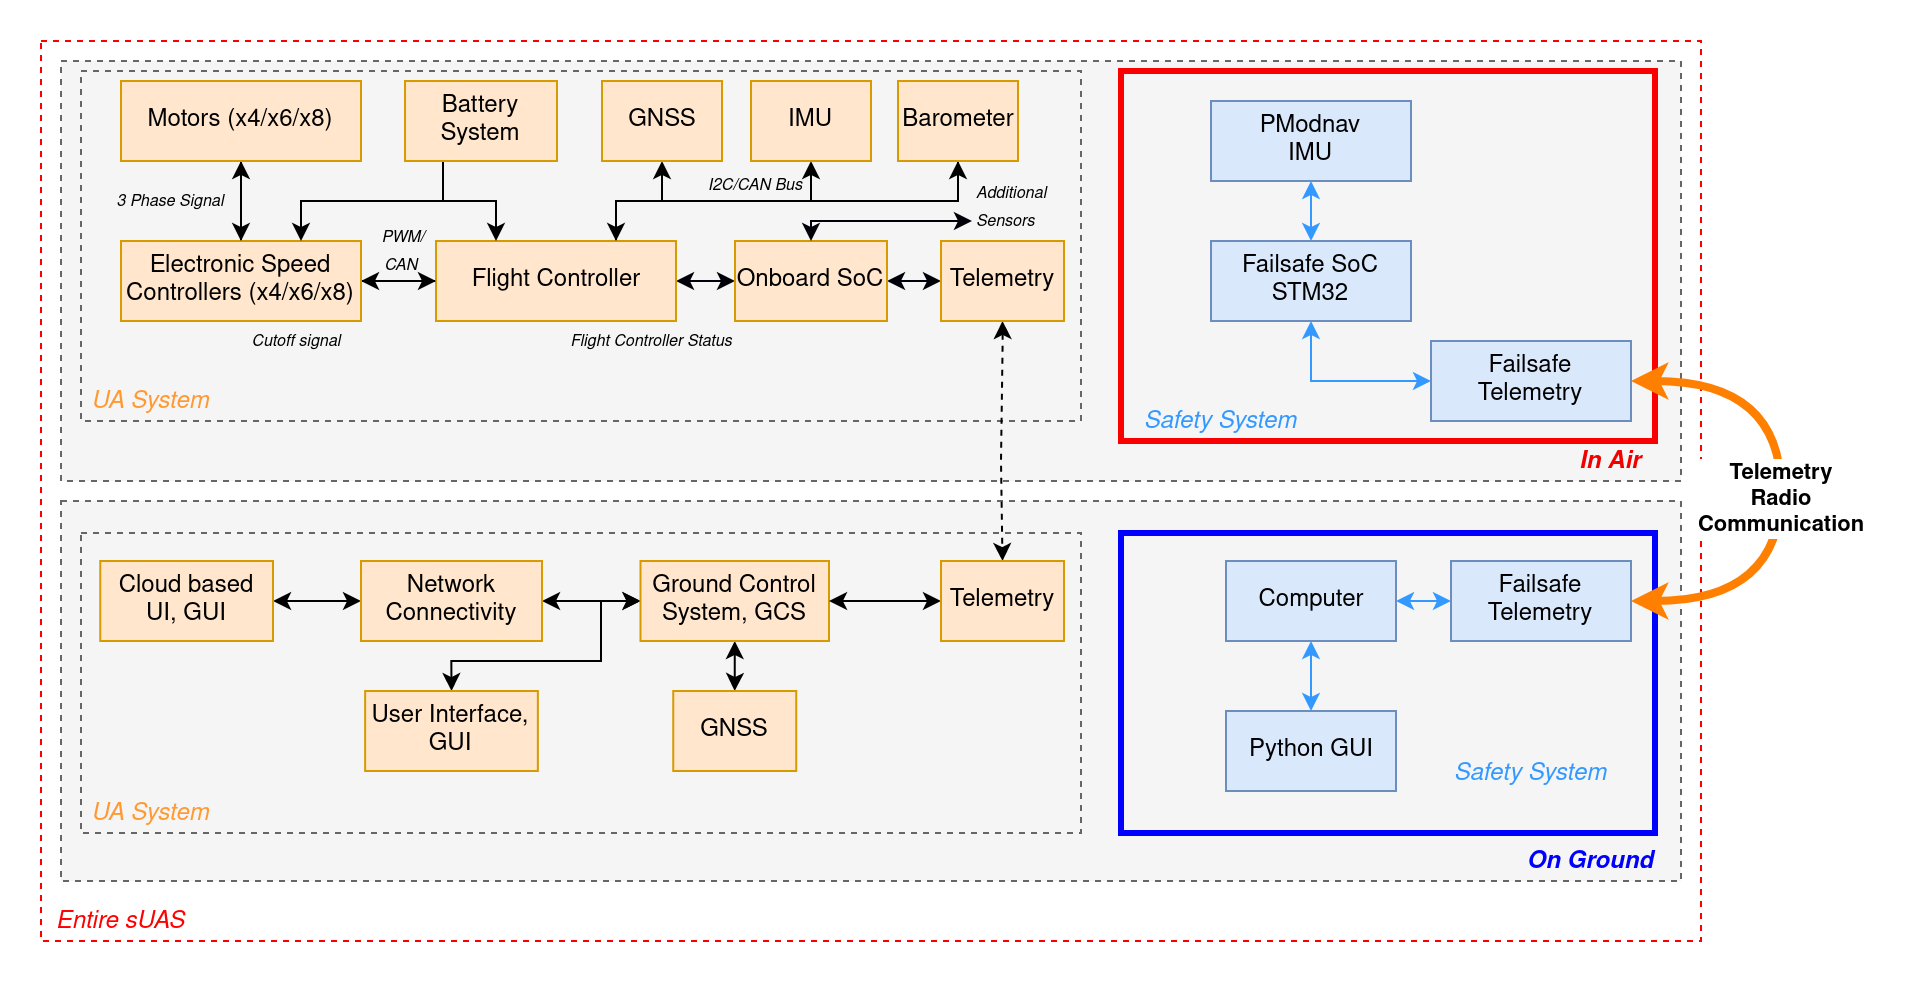 Motors (x4/x6/x8)
Battery
System
GNSS
IMU
Barometer
3 Phase Signal
I2C/CAN Bus
Additional
Sensors
PWM/
CAN
Electronic Speed
Controllers (x4/x6/x8)
Flight Controller
Onboard SoC
Telemetry
Cutoff signal
Flight Controller Status
UA System
PModnav
IMU
Failsafe SoC
STM32
Failsafe
Telemetry
Safety System
In Air
Telemetry
Radio
Communication
Cloud based
UI, GUI
Network
Connectivity
Ground Control
System, GCS
Telemetry
User Interface,
GUI
GNSS
UA System
Computer
Failsafe
Telemetry
Python GUI
Safety System
On Ground
Entire sUAS